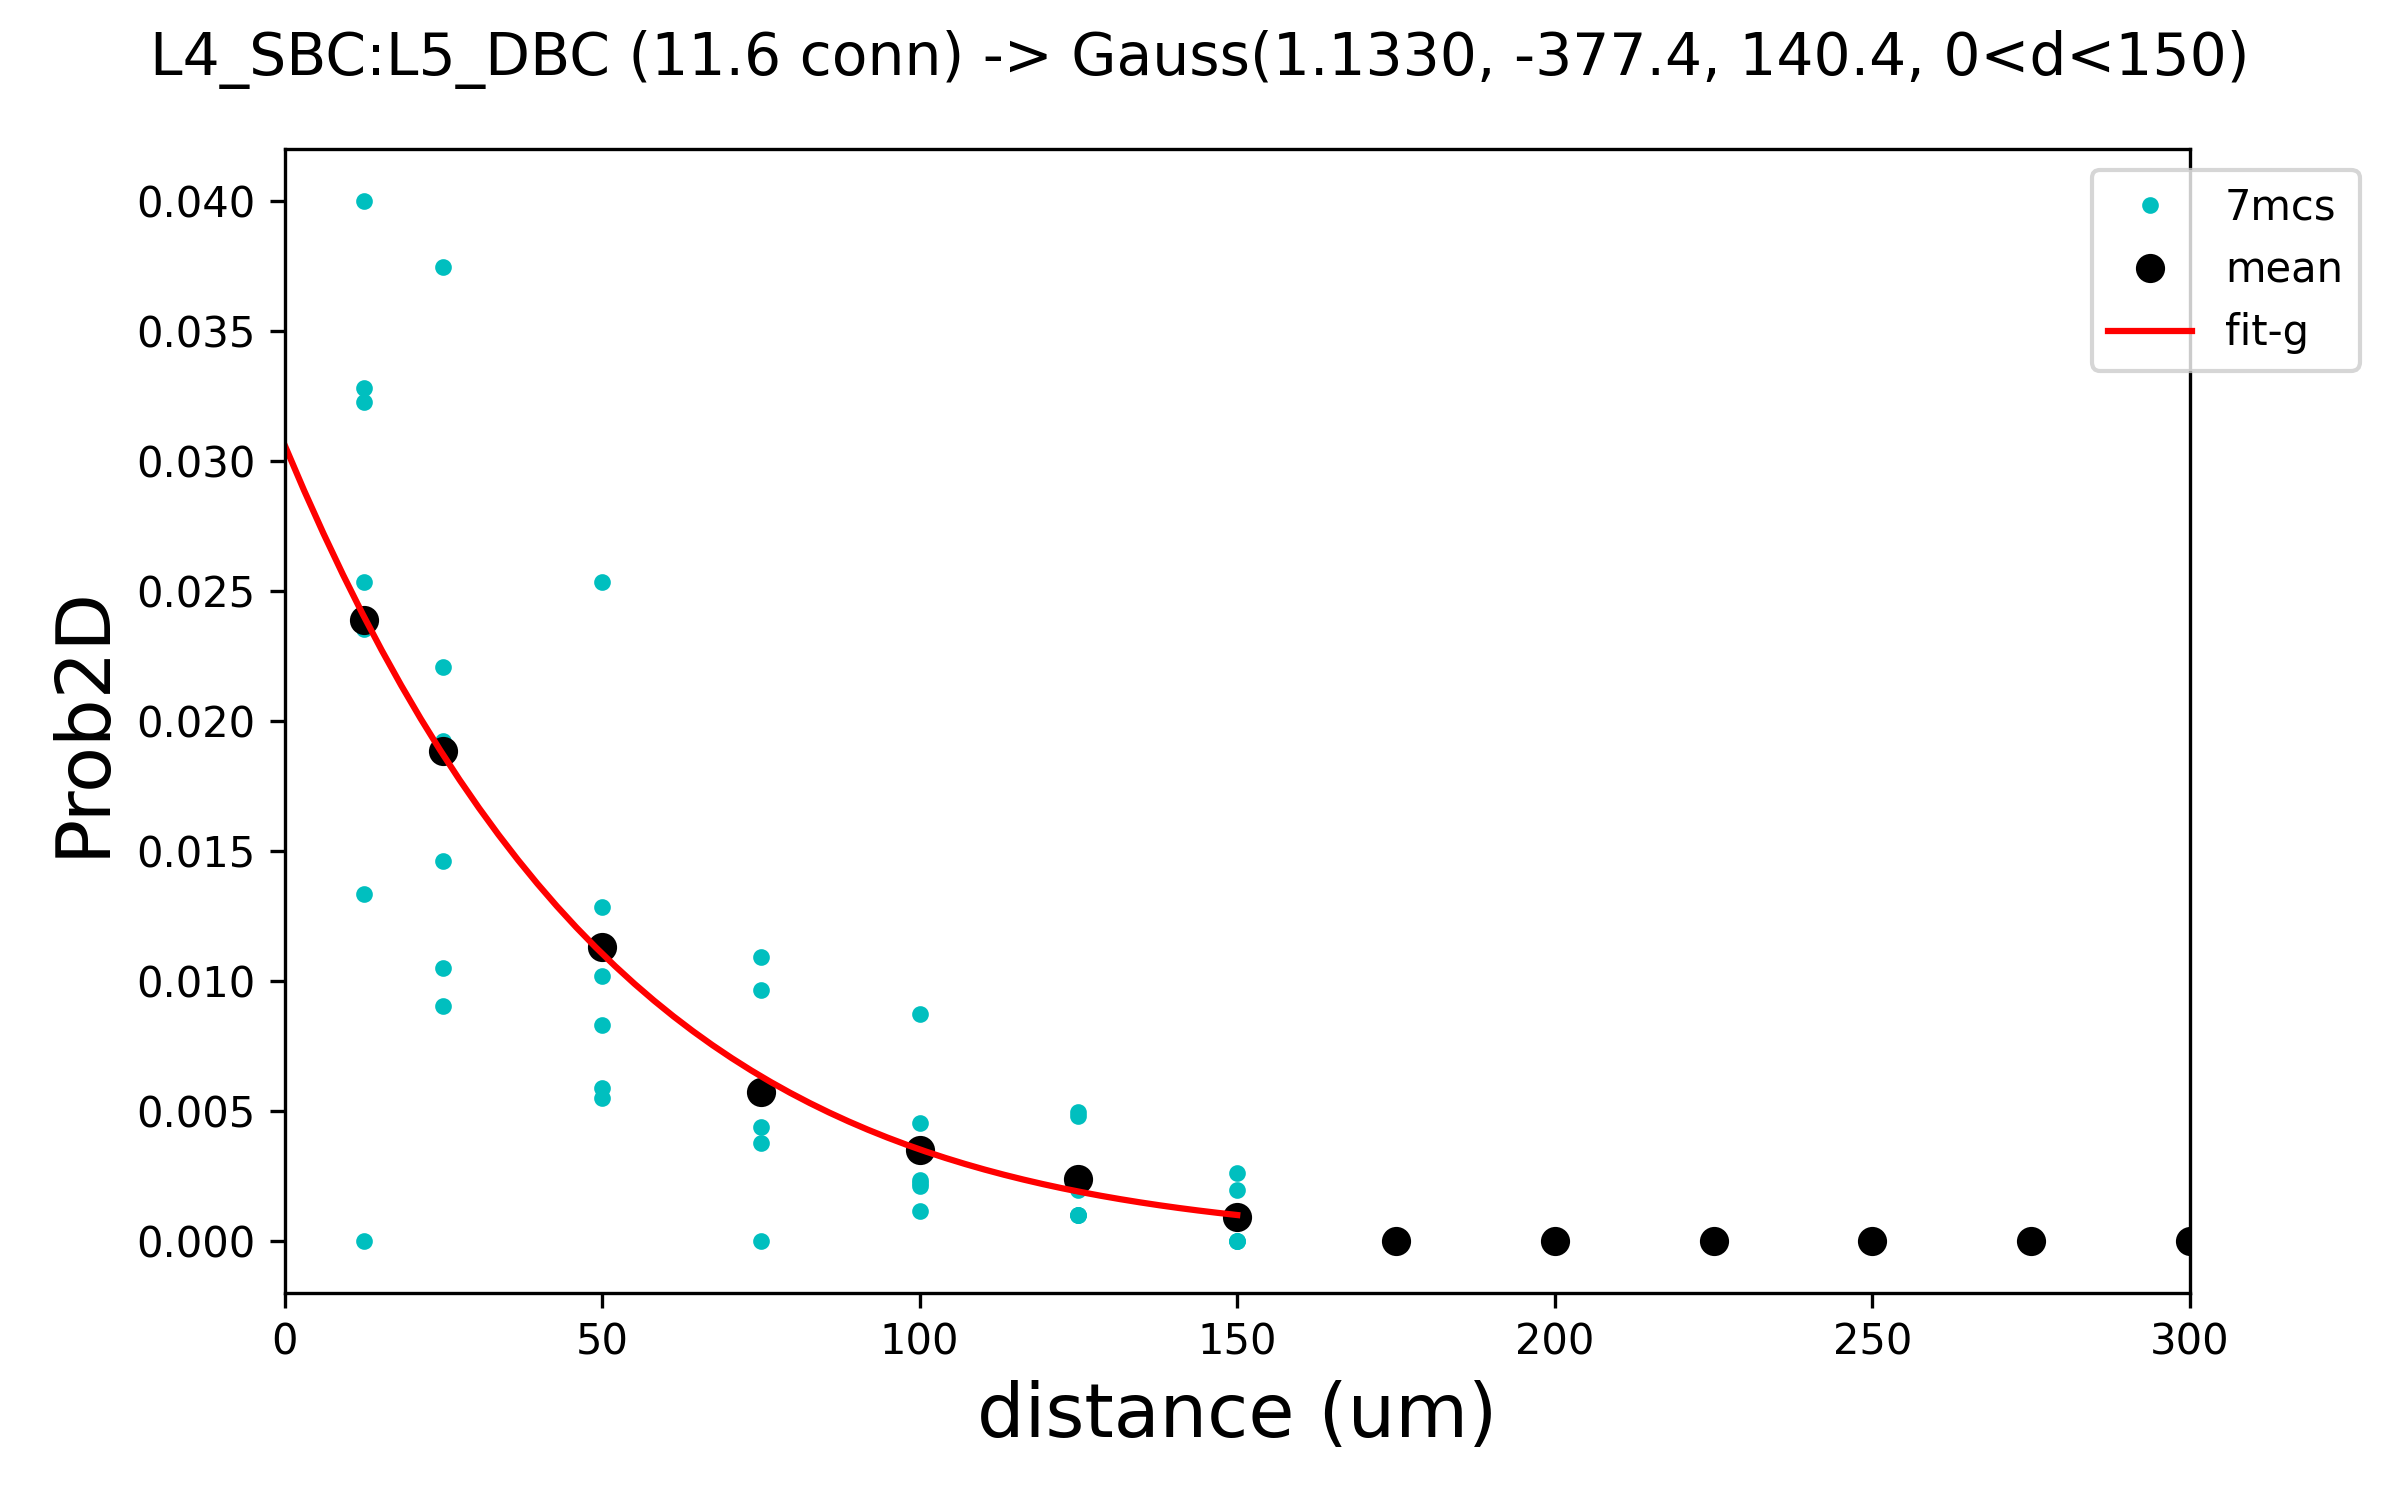 L4_SBC:L5_DBC (11.6 conn) -> Gauss(1.1330, -377.4, 140.4, 0<d<150)
7mcs
mean
fit-g
Prob2D
0.040
0.035
0.030
0.025
0.020
0.015
0.010
0.005
0.000
0 50 100 150 200 250 300
distance (um)